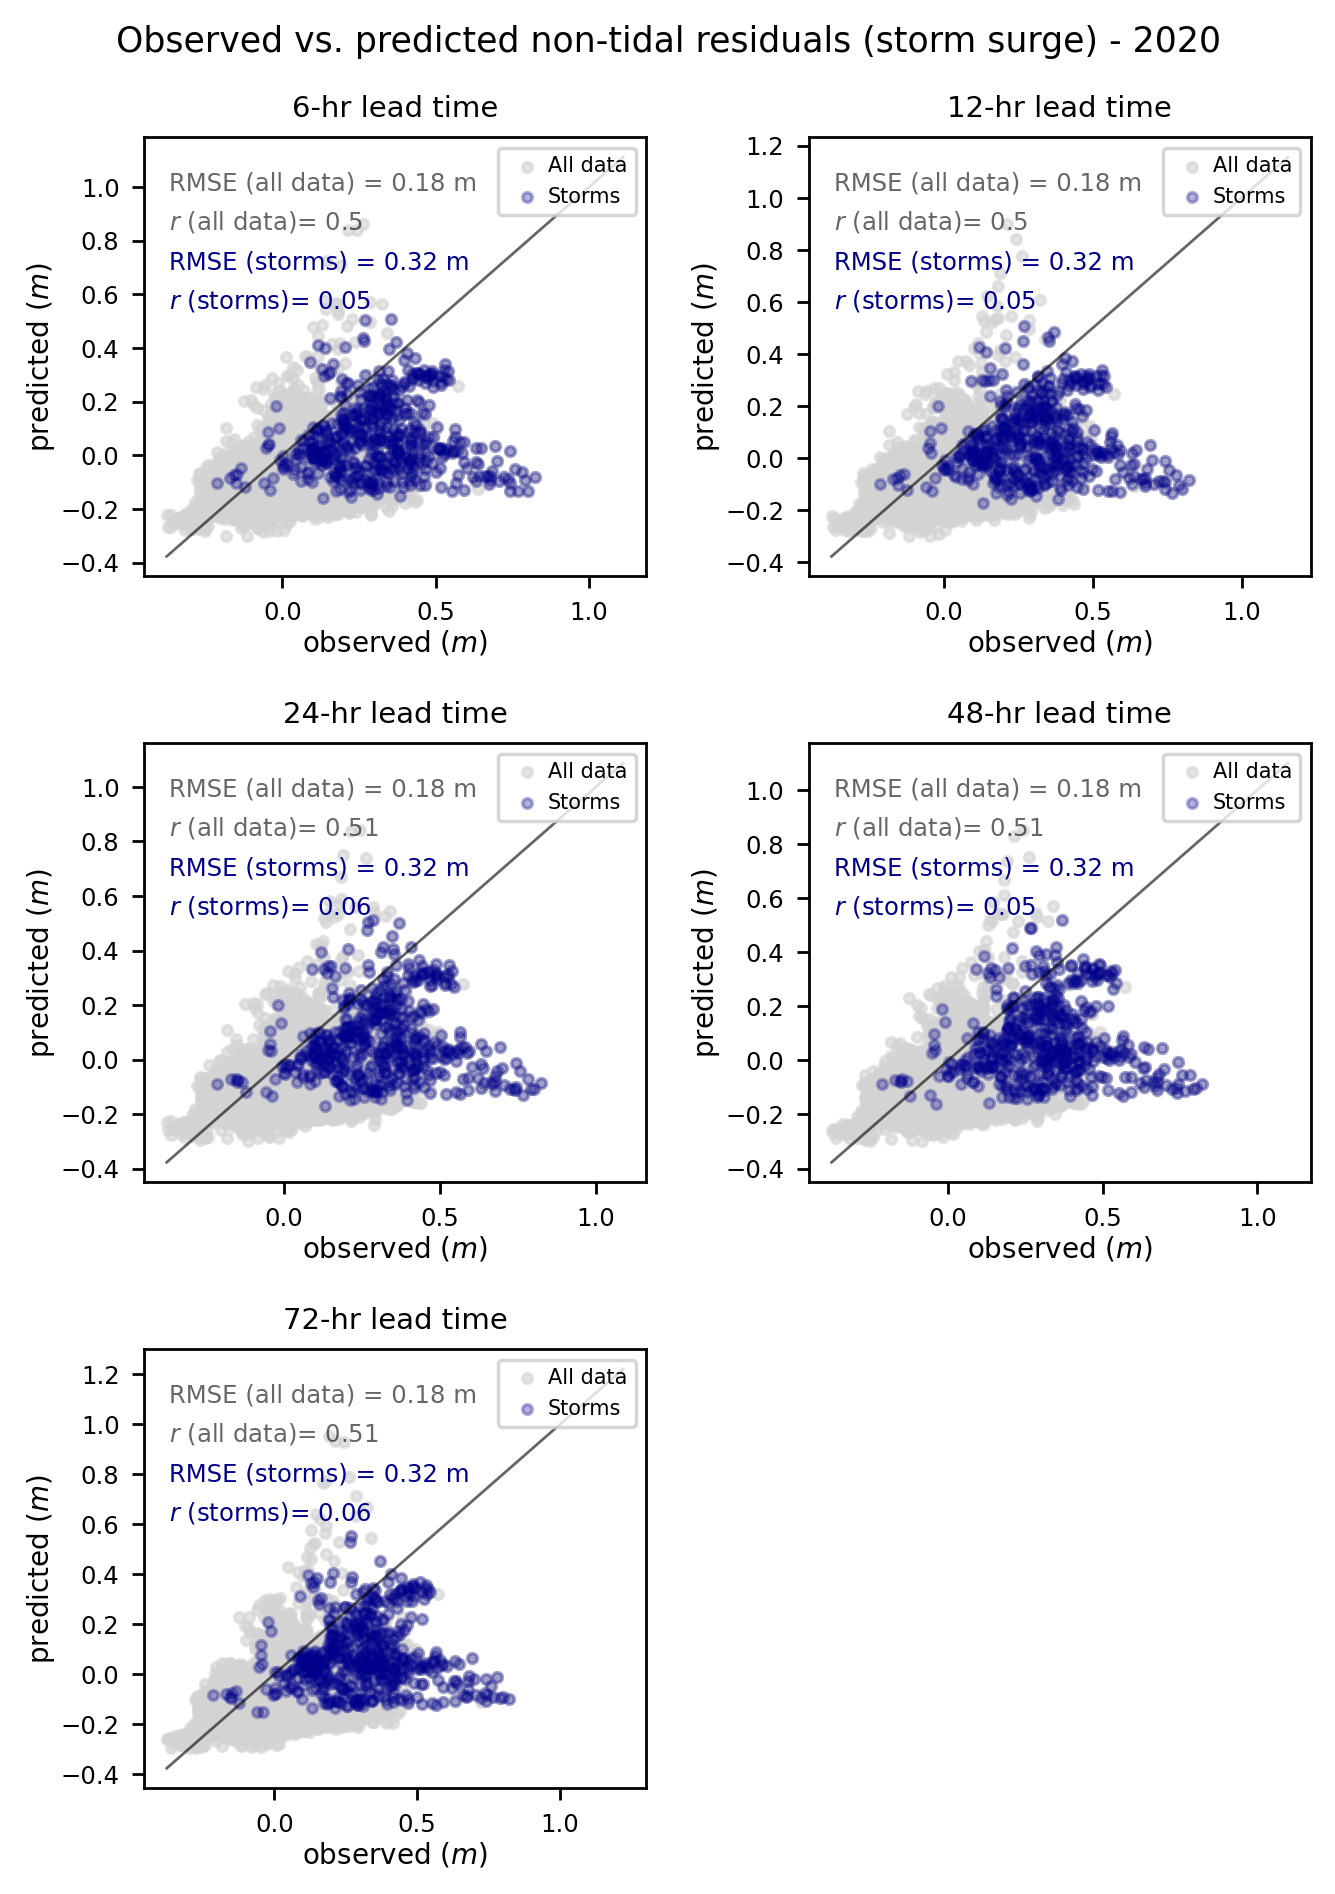 Observed vs. predicted non-tidal residuals (storm surge) - 2020
6-hr lead time
RMSE (all data) = 0.18 m
r (all data)= 0.5
RMSE (storms) = 0.32 m
r (storms)= 0.05
All data
Storms
1.0
0.8
0.6
0.4
0.2
0.0
−0.2
−0.4
predicted (m)
0.0 0.5 1.0
observed (m)
12-hr lead time
RMSE (all data) = 0.18 m
r (all data)= 0.5
RMSE (storms) = 0.32 m
r (storms)= 0.05
All data
Storms
1.2
1.0
0.8
0.6
0.4
0.2
0.0
−0.2
−0.4
predicted (m)
0.0 0.5 1.0
observed (m)
24-hr lead time
RMSE (all data) = 0.18 m
r (all data)= 0.51
RMSE (storms) = 0.32 m
r (storms)= 0.06
All data
Storms
1.0
0.8
0.6
0.4
0.2
0.0
−0.2
−0.4
predicted (m)
0.0 0.5 1.0
observed (m)
48-hr lead time
RMSE (all data) = 0.18 m
r (all data)= 0.51
RMSE (storms) = 0.32 m
r (storms)= 0.05
All data
Storms
1.0
0.8
0.6
0.4
0.2
0.0
−0.2
−0.4
predicted (m)
0.0 0.5 1.0
observed (m)
72-hr lead time
RMSE (all data) = 0.18 m
r (all data)= 0.51
RMSE (storms) = 0.32 m
r (storms)= 0.06
All data
Storms
1.2
1.0
0.8
0.6
0.4
0.2
0.0
−0.2
−0.4
predicted (m)
0.0 0.5 1.0
observed (m)